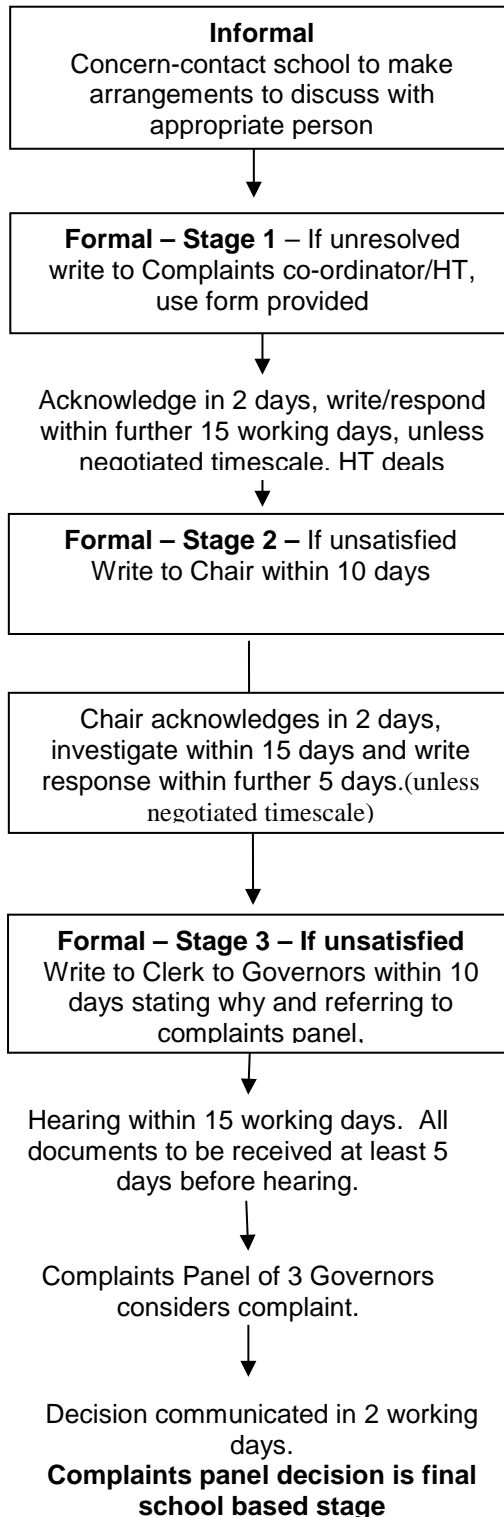 Informal
Concern-contact school to make
arrangements to discuss with
appropriate person
Formal – Stage 1 – If unresolved
write to Complaints co-ordinator/HT,
use form provided
Acknowledge in 2 days, write/respond
within further 15 working days, unless
negotiated timescale. HT deals
Formal – Stage 2 – If unsatisfied
Write to Chair within 10 days
Chair acknowledges in 2 days,
investigate within 15 days and write
response within further 5 days.(unless
negotiated timescale)
Formal – Stage 3 – If unsatisfied
Write to Clerk to Governors within 10
days stating why and referring to
complaints panel,
Hearing within 15 working days.  All
documents to be received at least 5
days before hearing.
Complaints Panel of 3 Governors
considers complaint.
Decision communicated in 2 working
days.
Complaints panel decision is final
school based stage